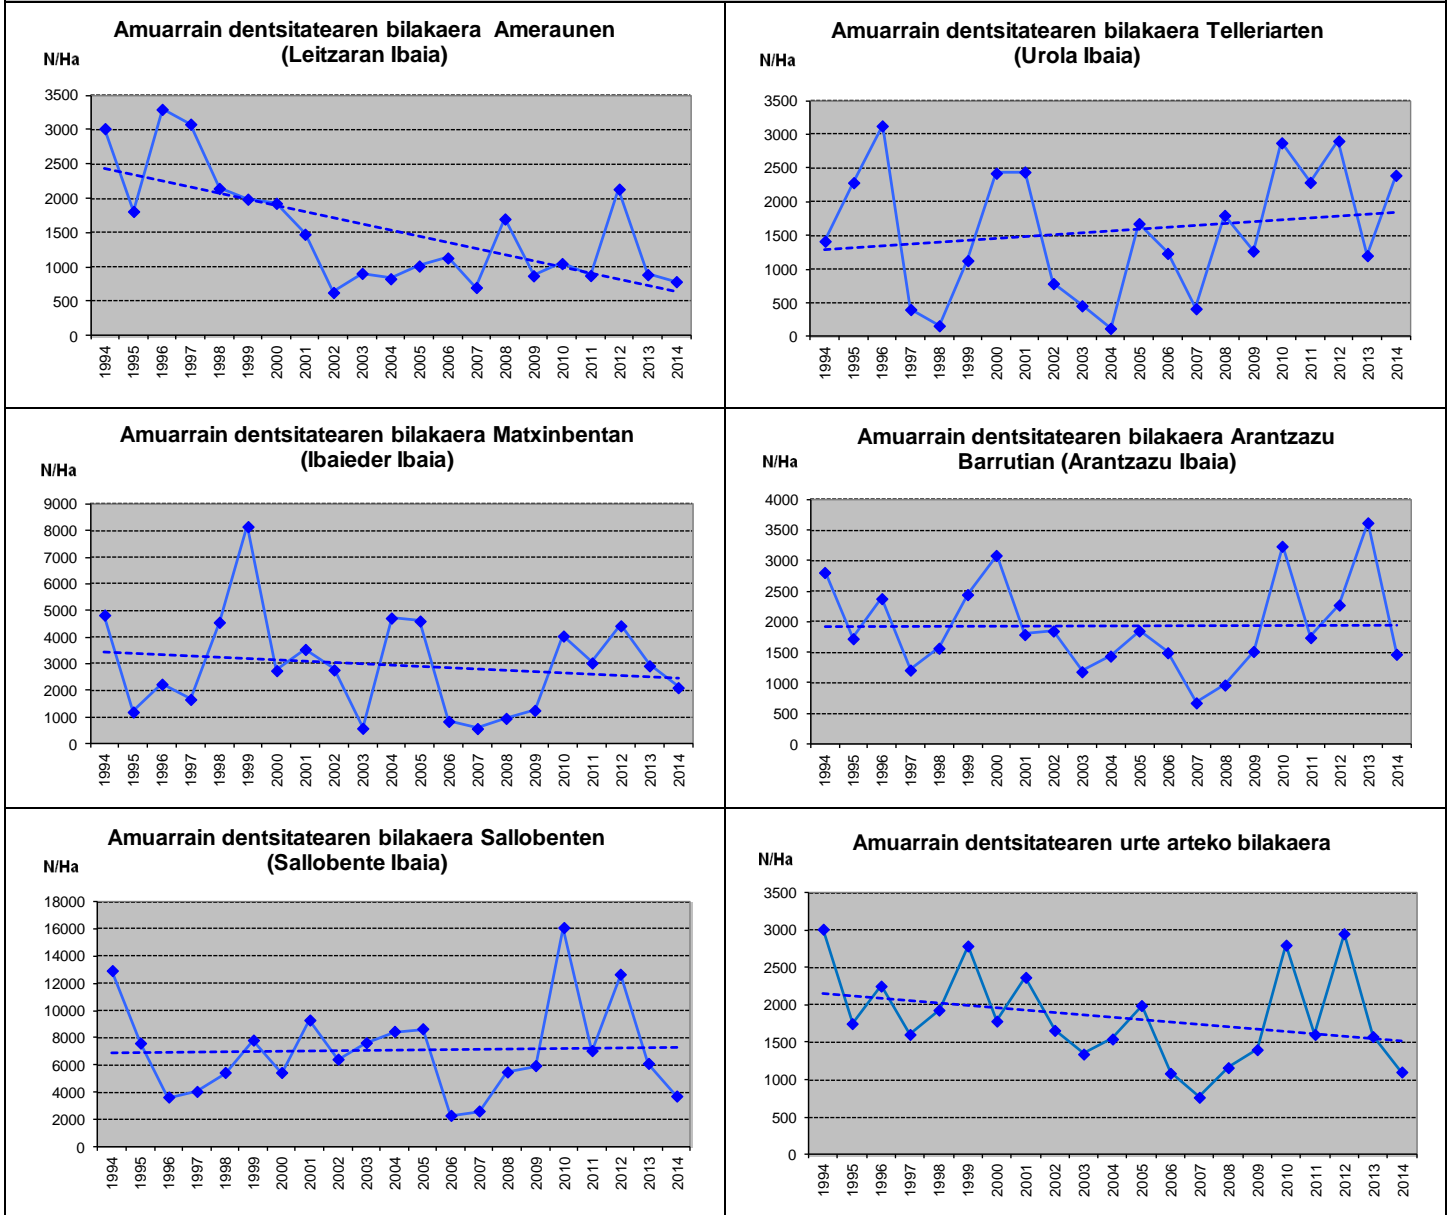 Amuarrain dentsitatearen bilakaera Ameraunen
(Leitzaran Ibaia)
N/Ha
3500
3000
2500
2000
1500
1000
500
0
1994 1995 1996 1997 1998 1999 2000 2001 2002 2003 2004 2005 2006 2007 2008 2009 2010 2011 2012 2013 2014
Amuarrain dentsitatearen bilakaera Telleriarten
(Urola Ibaia)
N/Ha
3500
3000
2500
2000
1500
1000
500
0
1994 1995 1996 1997 1998 1999 2000 2001 2002 2003 2004 2005 2006 2007 2008 2009 2010 2011 2012 2013 2014
Amuarrain dentsitatearen bilakaera Matxinbentan
(Ibaieder Ibaia)
N/Ha
9000
8000
7000
6000
5000
4000
3000
2000
1000
0
1994 1995 1996 1997 1998 1999 2000 2001 2002 2003 2004 2005 2006 2007 2008 2009 2010 2011 2012 2013 2014
Amuarrain dentsitatearen bilakaera Arantzazu
Barrutian (Arantzazu Ibaia)
N/Ha
4000
3500
3000
2500
2000
1500
1000
500
0
1994 1995 1996 1997 1998 1999 2000 2001 2002 2003 2004 2005 2006 2007 2008 2009 2010 2011 2012 2013 2014
Amuarrain dentsitatearen bilakaera Sallobenten
(Sallobente Ibaia)
N/Ha
18000
16000
14000
12000
10000
8000
6000
4000
2000
0
1994 1995 1996 1997 1998 1999 2000 2001 2002 2003 2004 2005 2006 2007 2008 2009 2010 2011 2012 2013 2014
Amuarrain dentsitatearen urte arteko bilakaera
N/Ha
3500
3000
2500
2000
1500
1000
500
0
1994 1995 1996 1997 1998 1999 2000 2001 2002 2003 2004 2005 2006 2007 2008 2009 2010 2011 2012 2013 2014